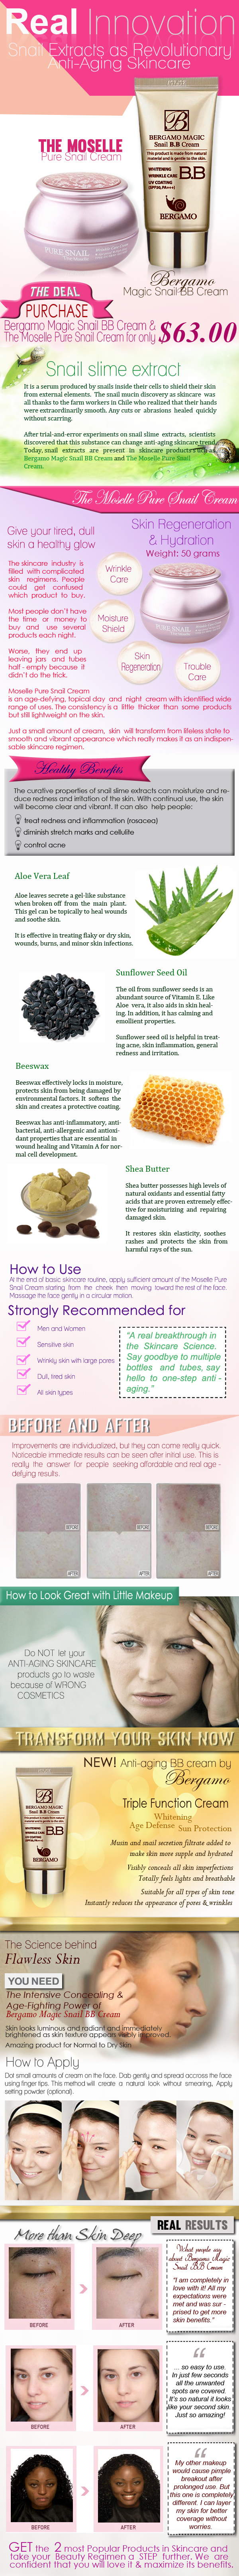 Real Innovation
Snail Extracts as Revolutionary
Anti-Aging Skincare
THE MOSELLE
Pure Snail Cream
B
BERGAMO MAGIC
Snail B.B Cream
This product is made from natural
material and is gentle to the skin.
WHITENING
WRINKLE CARE
UV COATING
B.B
BERGAMO
PURE SNAIL
Bergamo
Magic Snail BB Cream
THE DEAL
PURCHASE
Bergamo Magic Snail BB Cream &
The Moselle Pure Snail Cream for only
$63.00
Snail slime extract
It is a serum produced by snails inside their cells to shield their skin
from external elements. The snail mucin discovery as skincare was
all thanks to the farm workers in Chile who realized that their hands
were extraordinarily smooth. Any cuts or abrasions healed quickly
without scarring.
After trial-and-error experiments on snail slime extracts, scientists
discovered that this substance can change anti-aging skincare trend.
Today, snail extracts are present in skincare products such as
Bergamo Magic Snail BB Cream and The Moselle Pure Snail
Cream.
The Moselle Pure Snail Cream
Give your tired, dull
skin a healthy glow
Skin Regeneration
& Hydration
Weight: 50 grams
The skincare industry is
filled with complicated
skin regimens. People
could get confused
which product to buy.
Most people don't have
the time or money to
buy and use several
products each night.
Worse, they end up
leaving jars and tubes
half - empty because it
didn't do the trick.
Wrinkle
Care
Moisture
Shield
PURE SNAIL
Skin
Regeneration
Trouble
Care
Moselle Pure Snail Cream
is an age-defying, topical day and night cream with identified wide
range of uses. The consistency is a little thicker than some products
but still lightweight on the skin.
Just a small amount of cream, skin will transform from lifeless state to
smooth and vibrant appearance which really makes it as an indispen-
sable skincare regimen.
Healthy Benefits
The curative properties of snail slime extracts can moisturize and re-
duce redness and irritation of the skin. With continual use, the skin
will become clear and vibrant. It can also help people:
treat redness and inflammation (rosacea)
diminish stretch marks and cellulite
control acne
Aloe Vera Leaf
Aloe leaves secrete a gel-like substance
when broken off from the main plant.
This gel can be topically to heal wounds
and soothe skin.
It is effective in treating flaky or dry skin,
wounds, burns, and minor skin infections.
Sunflower Seed Oil
The oil from sunflower seeds is an
abundant source of Vitamin E. Like
Aloe vera, it also aids in skin heal-
ing. In addition, it has calming and
emollient properties.
Sunflower seed oil is helpful in treat-
ing acne, skin inflammation, general
redness and irritation.
Beeswax
Beeswax effectively locks in moisture,
protects skin from being damaged by
environmental factors. It softens the
skin and creates a protective coating.
Beeswax has anti-inflammatory, anti-
bacterial, anti-allergenic and antioxi-
dant properties that are essential in
wound healing and Vitamin A for nor-
mal cell development.
Shea Butter
Shea butter possesses high levels of
natural oxidants and essential fatty
acids that are proven extremely effec-
tive for moisturizing and repairing
damaged skin.
It restores skin elasticity, soothes
rashes and protects the skin from
harmful rays of the sun.
How to Use
At the end of basic skincare routine, apply sufficient amount of the Moselle Pure
Snail Cream starting from the cheek then moving toward the rest of the face.
Massage the face gently in a circular motion.
Strongly Recommended for
Men and Women
Sensitive skin
Wrinkly skin with large pores
Dull, tired skin
All skin types
"A real breakthrough in
the Skincare Science.
Say goodbye to multiple
bottles and tubes, say
hello to one-step anti -
aging."
BEFORE AND AFTER
Improvements are individualized, but they can come really quick.
Noticeable immediate results can be seen after initial use. This is
really the answer for people seeking affordable and real age -
defying results.
BEFORE
BEFORE
BEFORE
AFTER
AFTER
AFTER
How to Look Great with Little Makeup
Do NOT let your
ANTI-AGING SKINCARE
products go to waste
because of WRONG
COSMETICS
TRANSFORM YOUR SKIN NOW
NEW! Anti-aging BB cream by
Bergamo
Triple Function Cream
Whitening
Age Defense Sun Protection
Mucin and snail secretion filtrate added to
make skin more supple and hydrated
Visibly conceals all skin imperfections
Totally feels lights and breathable
Suitable for all types of skin tone
Instantly reduces the appearance of pores & wrinkles
B
BERGAMO MAGIC
Snail B.B Cream
WHITENING
WRINKLE CARE
UV COATING
B.B
BERGAMO
The Science behind
Flawless Skin
YOU NEED
The Intensive Concealing &
Age-Fighting Power of
Bergamo Magic Snail BB Cream
Skin looks luminous and radiant and immediately
brightened as skin texture appears visibly improved.
Amazing product for Normal to Dry Skin
How to Apply
Dot small amounts of cream on the face. Dab gently and spread accross the face
using finger tips. This method will create a natural look without smearing. Apply
setting powder (optional).
REAL RESULTS
More than Skin Deep
What people say
about Bergamo Magic
Snail BB Cream
"I am completely in
love with it! All my
expectations were
met and was sur -
prised to get more
skin benefits."
BEFORE
AFTER
... so easy to use.
In just few seconds
all the unwanted
spots are covered.
It's so natural it looks
like your second skin.
Just so amazing!
BEFORE
AFTER
My other makeup
would cause pimple
breakout after
prolonged use. But
this one is completely
different. I can layer
my skin for better
coverage without
worries.
BEFORE
AFTER
GET the 2 most Popular Products in Skincare and
take your Beauty Regimen a STEP further. We are
confident that you will love it & maximize its benefits.